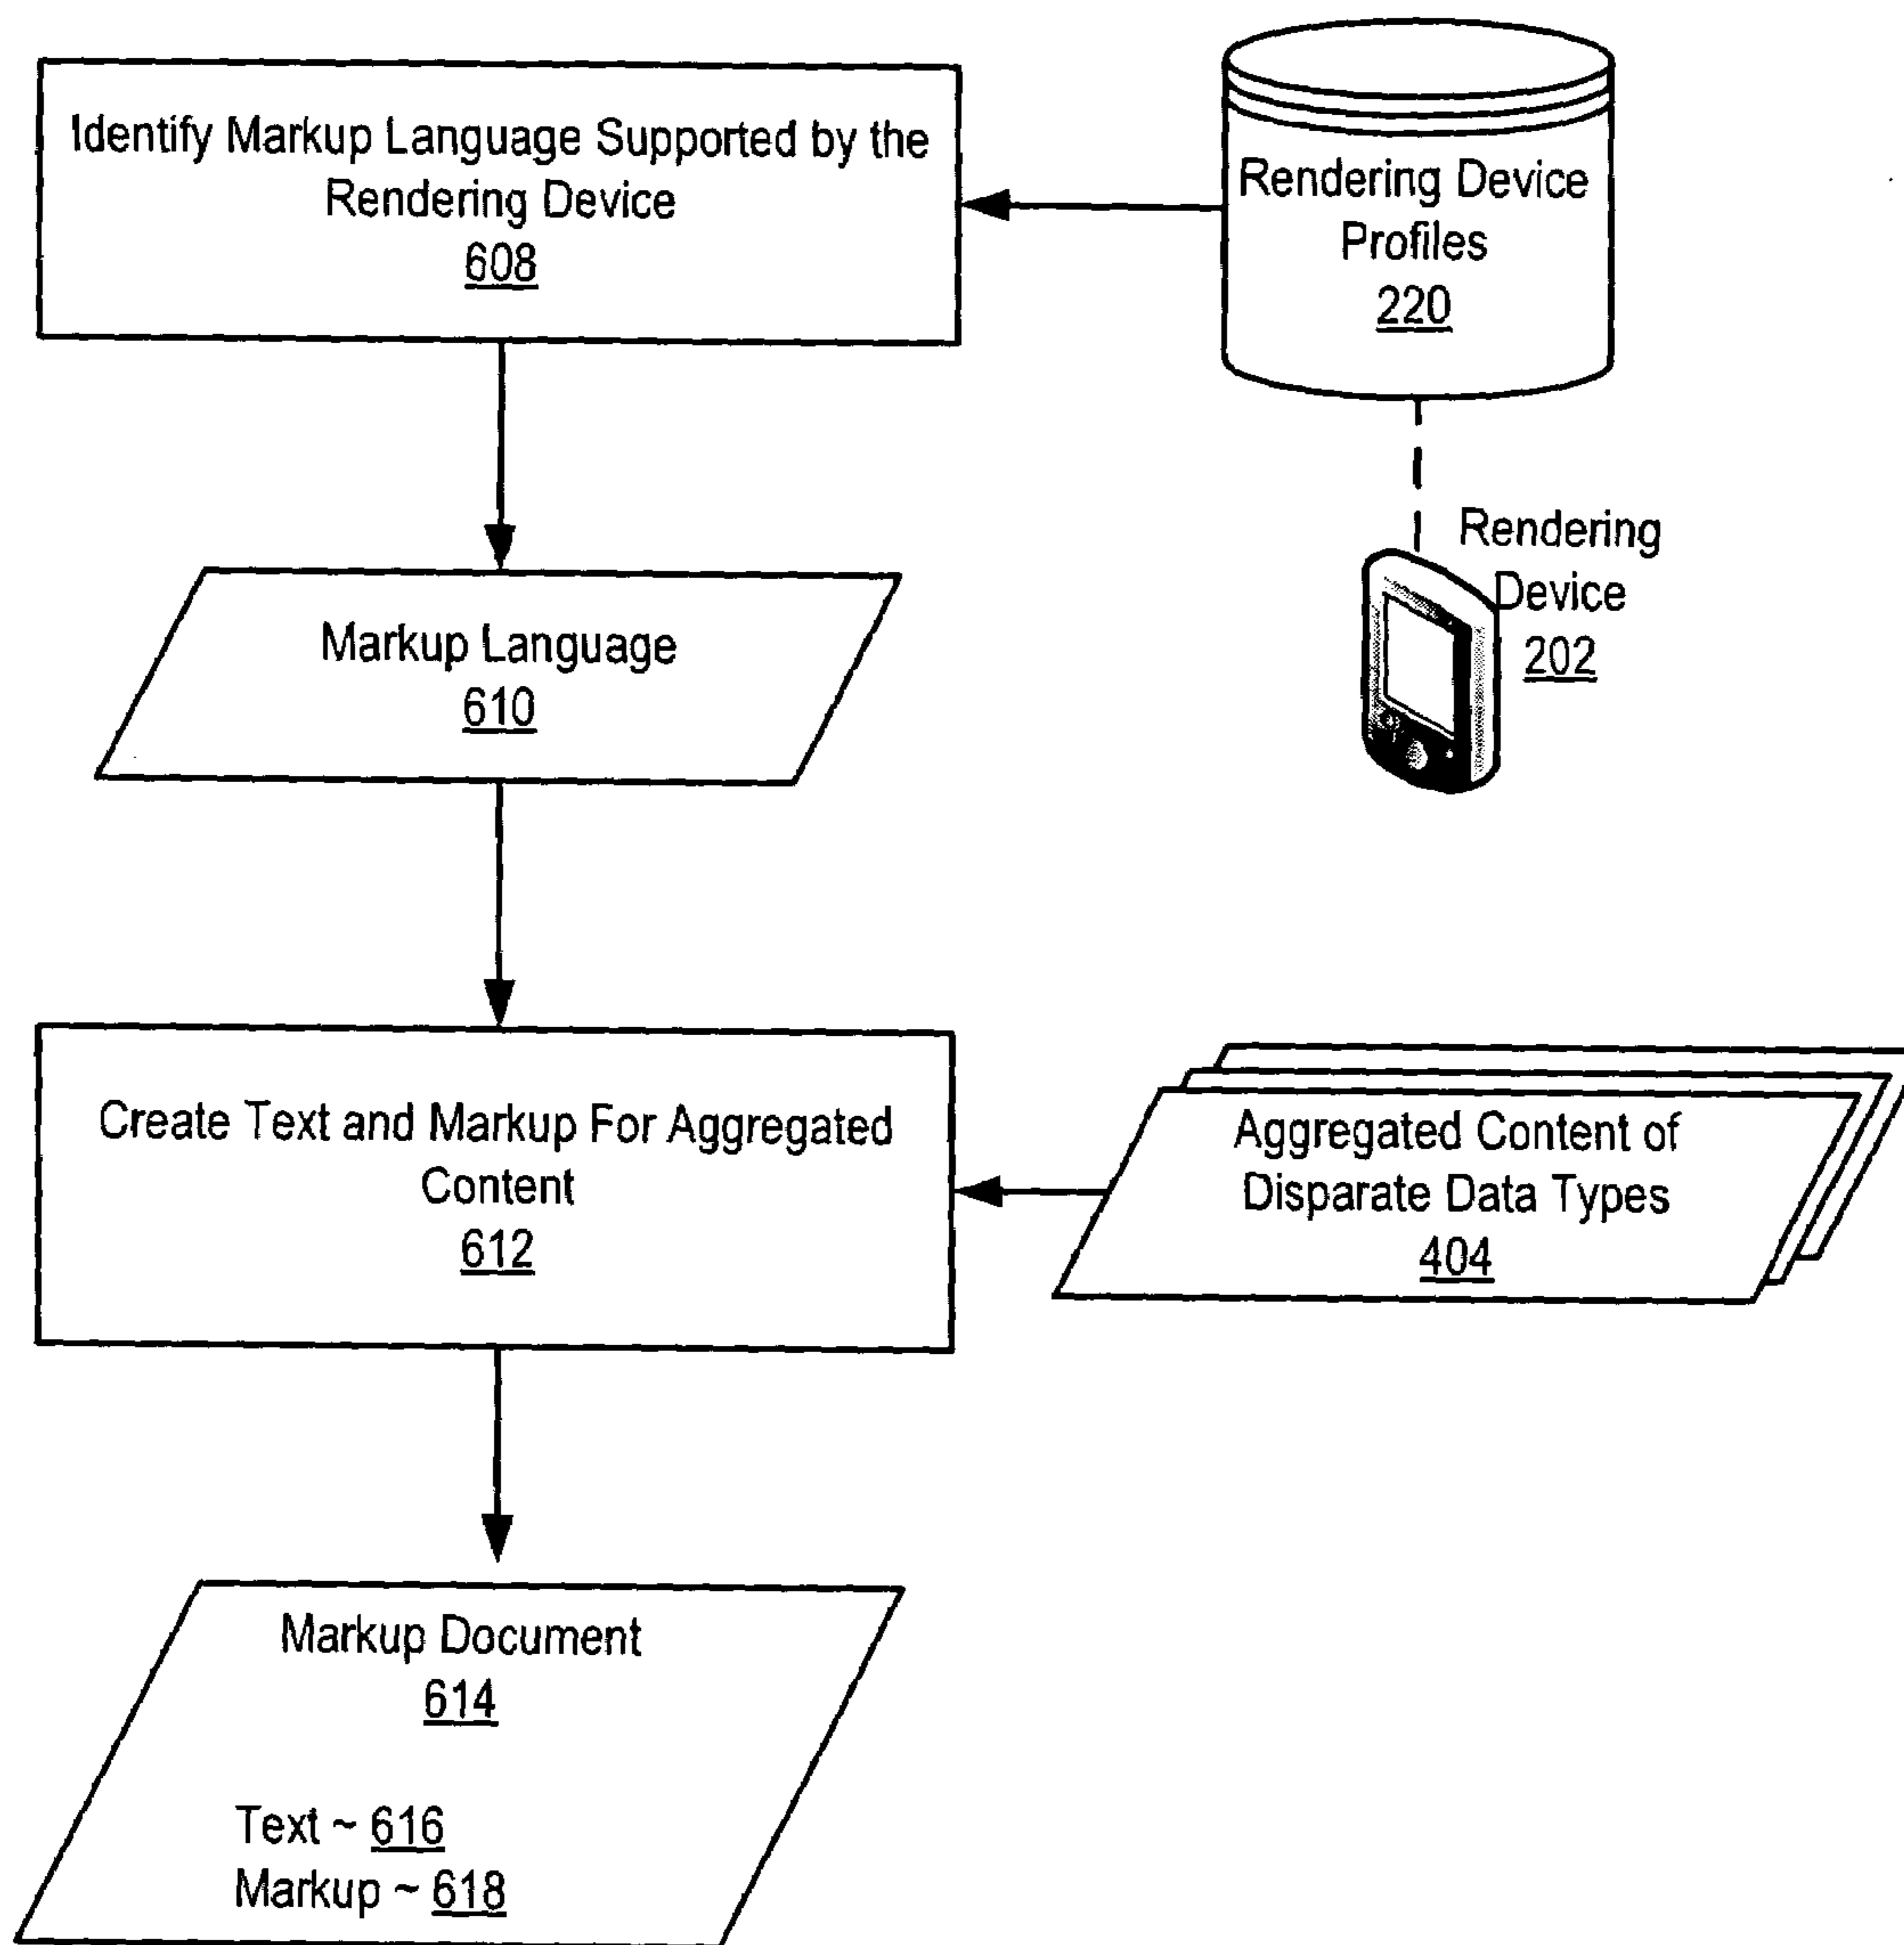 Identify Markup Language Supported by the
Rendering Device
608
Rendering Device
Profiles
220
Rendering
Device
202
Markup Language
610
Create Text and Markup For Aggregated
Content
612
Aggregated Content of
Disparate Data Types
404
Markup Document
614
Text ~ 616
Markup ~ 618